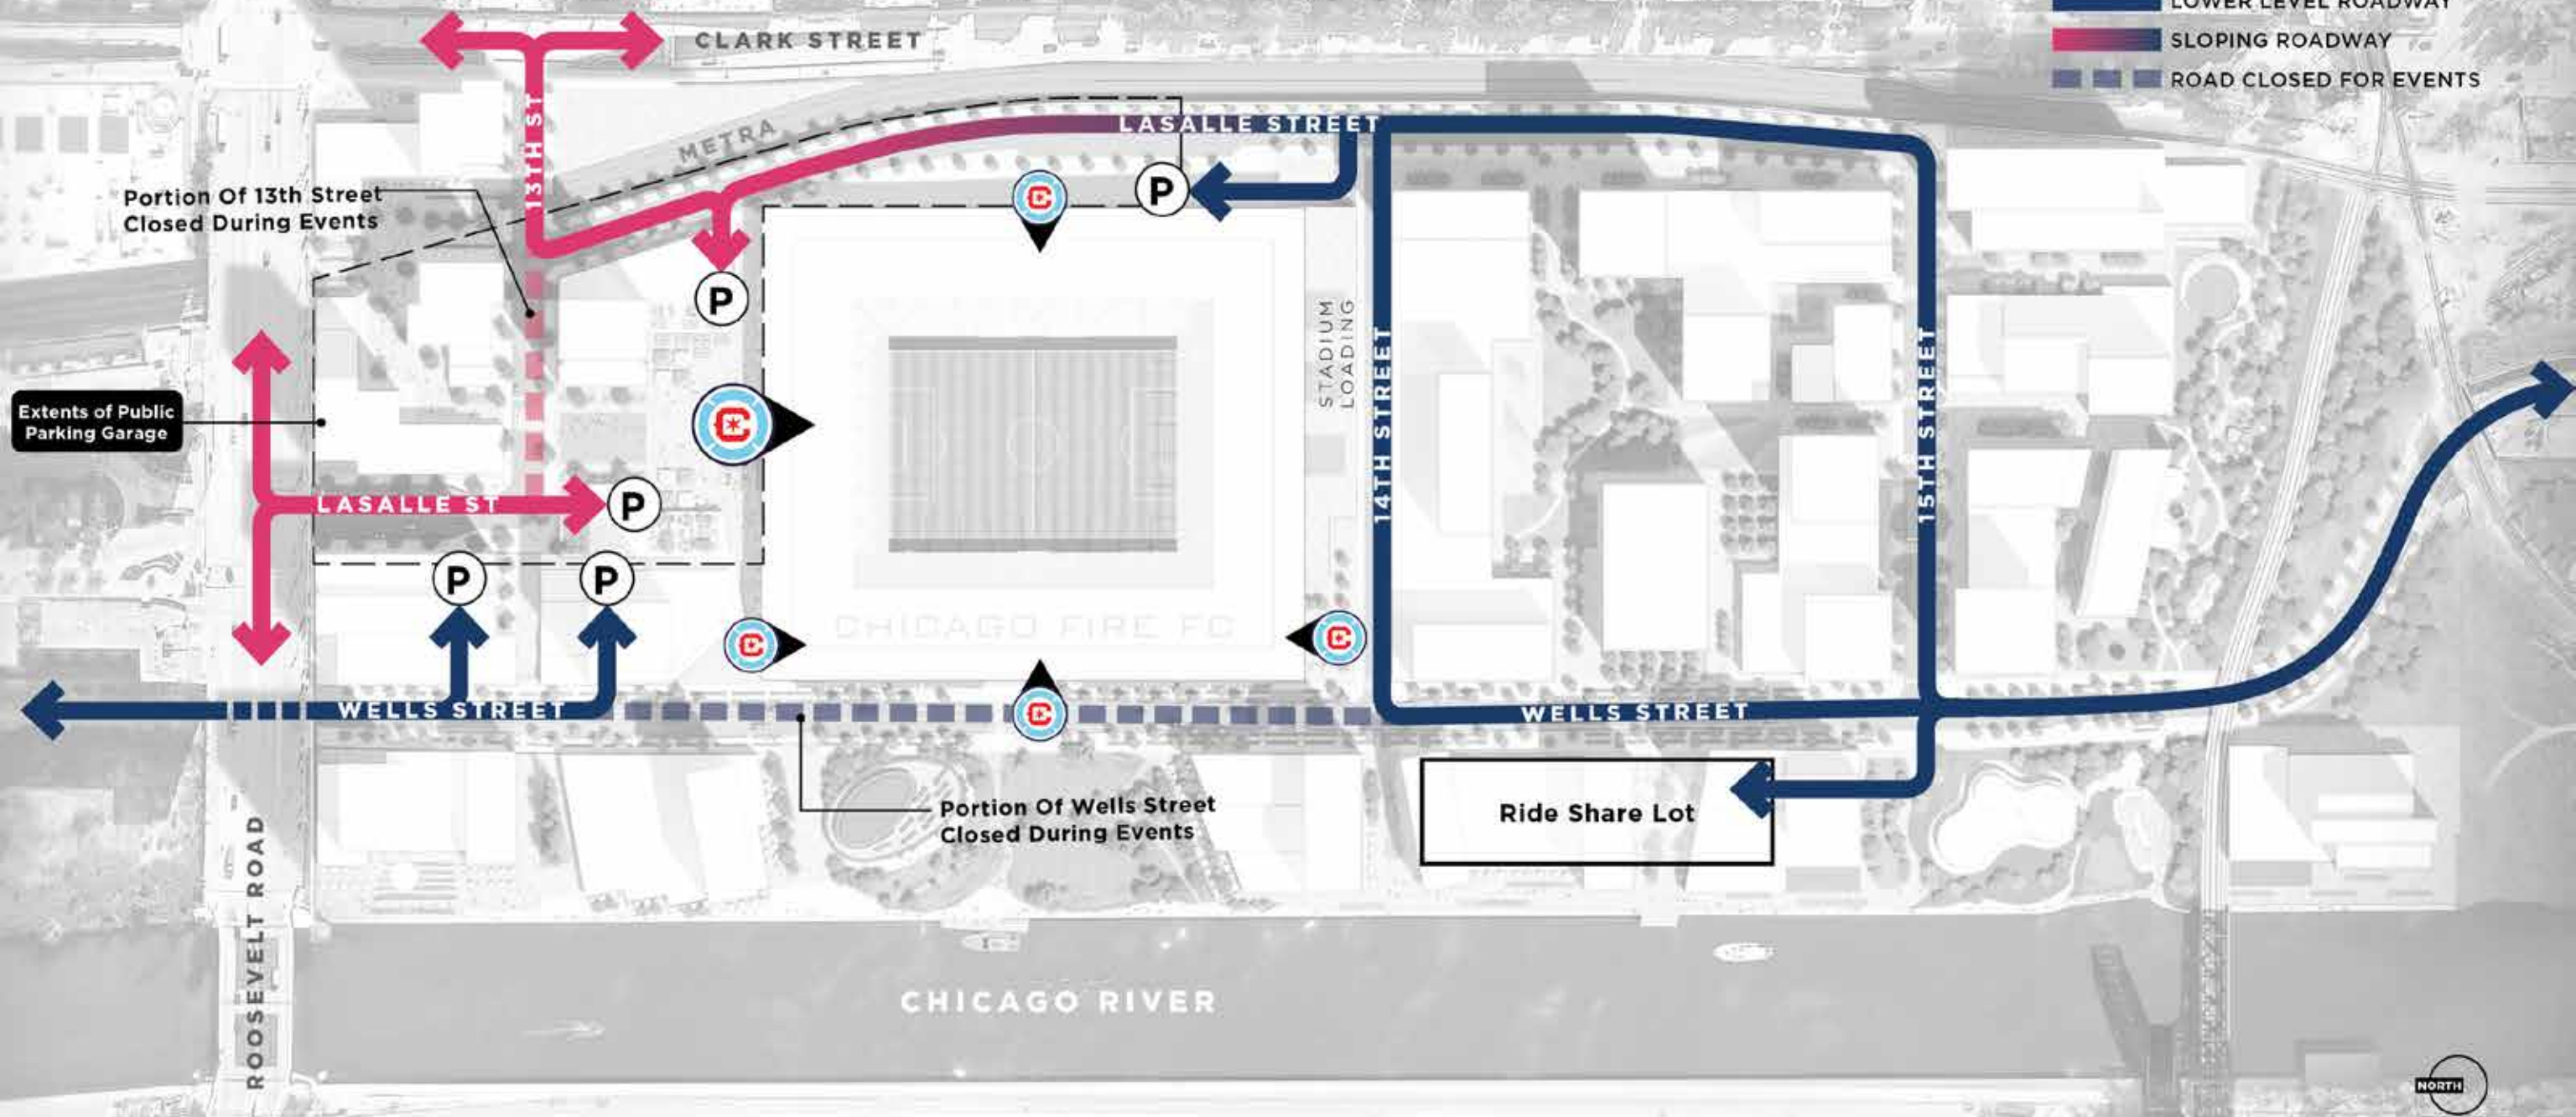 LOWER LEVEL ROADWAY
SLOPING ROADWAY
ROAD CLOSED FOR EVENTS
CLARK STREET
13TH ST
METRA
LASALLE STREET
P
Portion Of 13th Street
Closed During Events
C
P
STADIUM
LOADING
14TH STREET
15TH STREET
Extents of Public
Parking Garage
C
LASALLE ST
P
P
P
CHICAGO FIRE FC
C
C
WELLS STREET
C
WELLS STREET
Portion Of Wells Street
Closed During Events
Ride Share Lot
ROOSEVELT ROAD
CHICAGO RIVER
NORTH